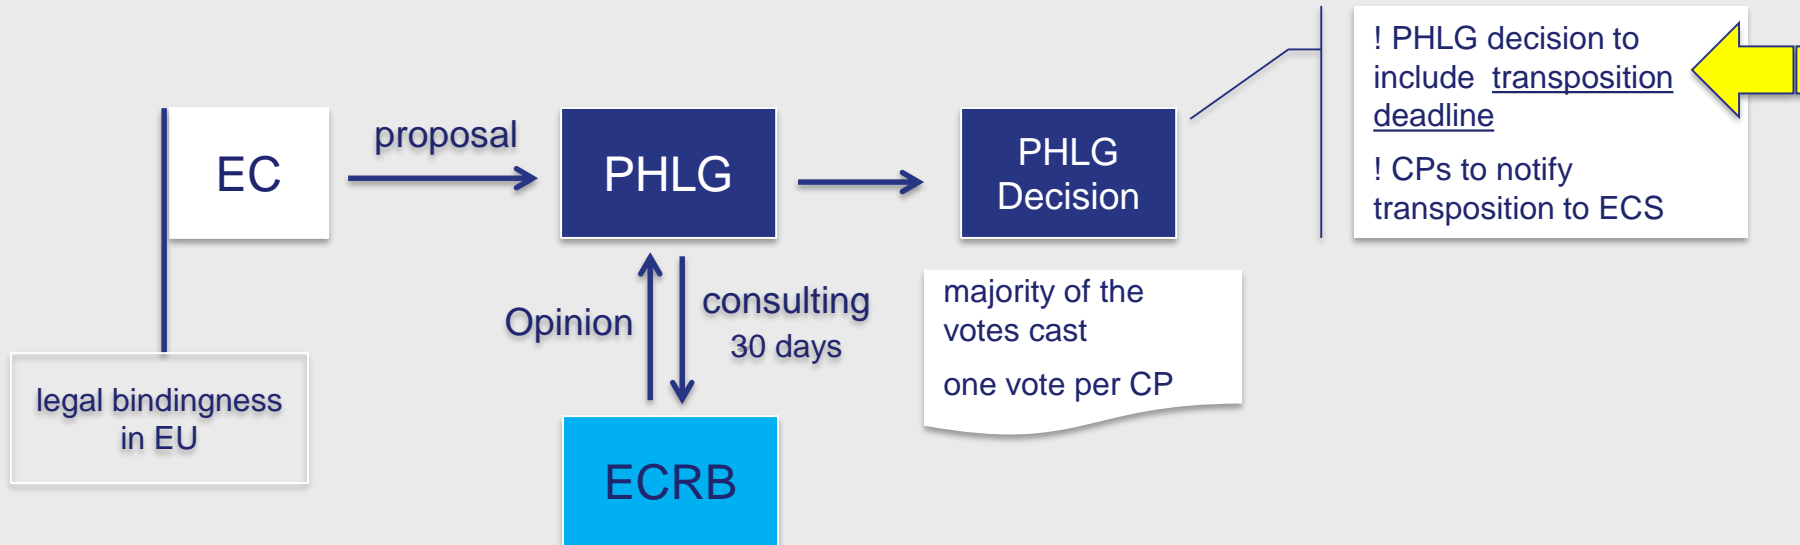 EC
proposal
PHLG
PHLG
Decision
! PHLG decision to
include transposition
deadline
! CPs to notify
transposition to ECS
legal bindingness
in EU
Opinion
consulting
30 days
ECRB
majority of the
votes cast
one vote per CP